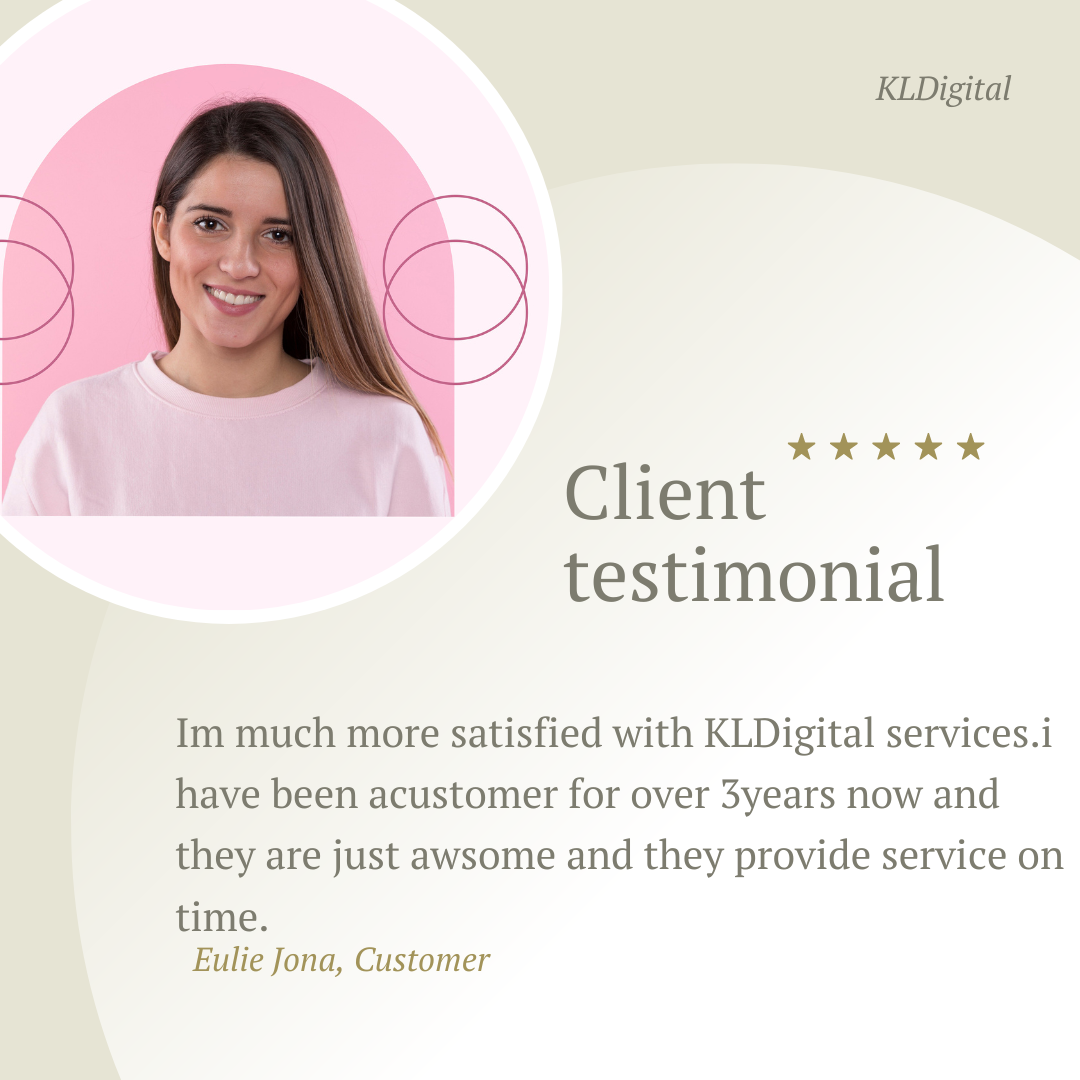 KLDigital
Client
testimonial
Im much more satisfied with KLDigital services.i
have been acustomer for over 3years now and
they are just awsome and they provide service on
time.
Eulie Jona, Customer